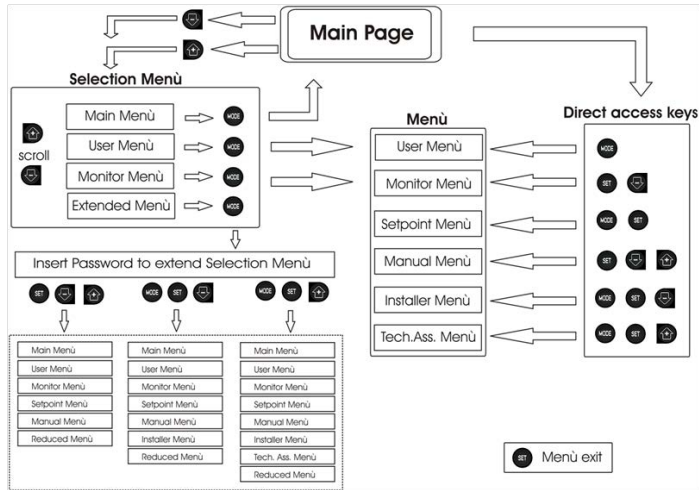 Main Page
Selection Menù
Main Menù MODE
User Menù MODE
Monitor Menù MODE
Extended Menù MODE
scroll
Insert Password to extend Selection Menù
SET
MODE SET
MODE SET
Main Menù
User Menù
Monitor Menù
Setpoint Menù
Manual Menù
Reduced Menù
Main Menù
User Menù
Monitor Menù
Setpoint Menù
Manual Menù
Installer Menù
Reduced Menù
Main Menù
User Menù
Monitor Menù
Setpoint Menù
Manual Menù
Installer Menù
Tech. Ass. Menù
Reduced Menù
Menù
User Menù
Monitor Menù
Setpoint Menù
Manual Menù
Installer Menù
Tech.Ass. Menù
Direct access keys
MODE
SET
MODE SET
SET
MODE SET
MODE SET
SET Menù exit